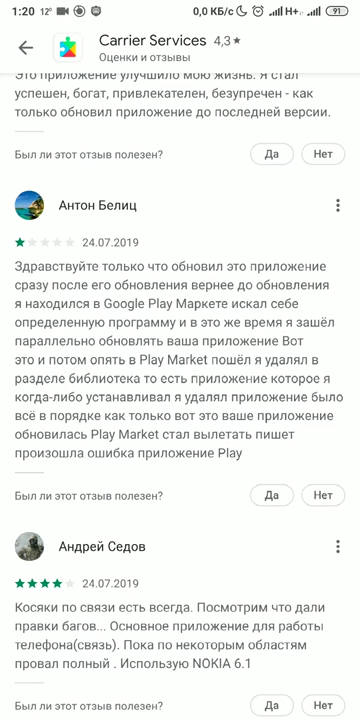 1:20 12° 0,0 КБ/с H+ 91
Carrier Services 4,3★
Оценки и отзывы
Это приложение улучшило мою жизнь. Я стал
успешен, богат, привлекателен, безупречен - как
только обновил приложение до последней версии.
Был ли этот отзыв полезен? Да Нет
Антон Белиц
24.07.2019
Здравствуйте только что обновил это приложение
сразу после его обновления вернее до обновления
я находился в Google Play Маркете искал себе
определенную программу и в это же время я зашёл
параллельно обновлять ваша приложение Вот
это и потом опять в Play Market пошёл я удалял в
разделе библиотека то есть приложение которое я
когда-либо устанавливал я удалял приложение было
всё в порядке как только вот это ваше приложение
обновилась Play Market стал вылетать пишет
произошла ошибка приложение Play
Был ли этот отзыв полезен? Да Нет
Андрей Седов
24.07.2019
Косяки по связи есть всегда. Посмотрим что дали
правки багов... Основное приложение для работы
телефона(связь). Пока по некоторым областям
провал полный . Использую NOKIA 6.1
Был ли этот отзыв полезен? Да Нет